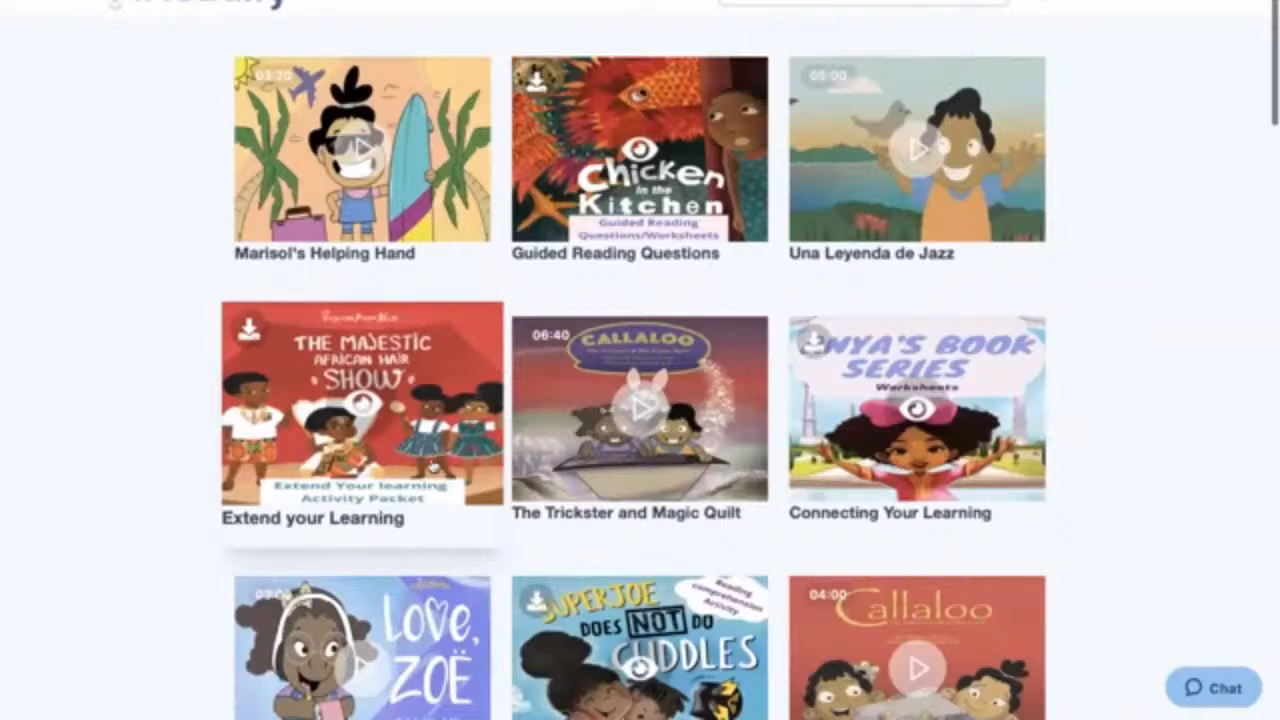 03:20
Chicken
in the
Kitchen
Guided Reading
Questions/Worksheets
05:00
Marisol's Helping Hand
Guided Reading Questions
Una Leyenda de Jazz
THE MAJESTIC
AFRICAN HAIR
SHOW
Extend Your learning
Activity Packet
06:40
CALLALOO
NYA'S BOOK
SERIES
Worksheets
Extend your Learning
The Trickster and Magic Quilt
Connecting Your Learning
LOVE,
ZOË
SUPERJOE
DOES NOT DO
CUDDLES
Reading
comprehension
Activity
04:00
Callaloo
Chat